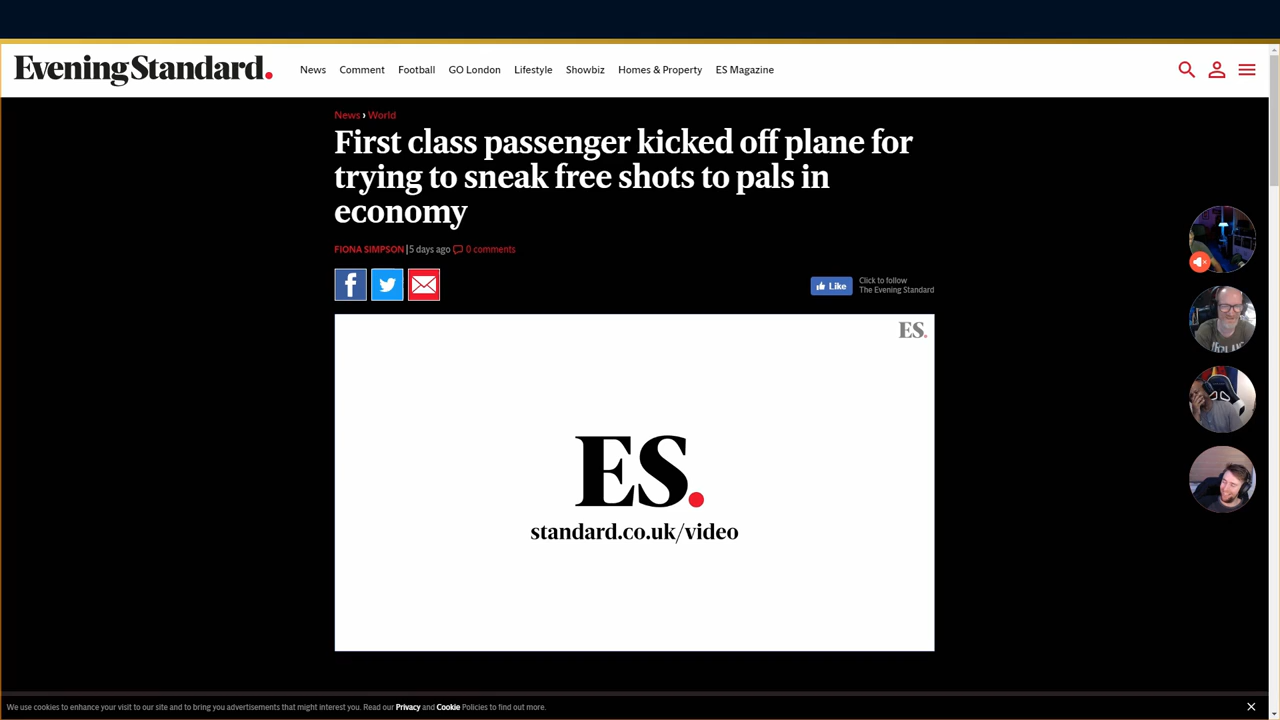 EveningStandard.
News Comment Football GO London Lifestyle Showbiz Homes & Property ES Magazine
News › World
First class passenger kicked off plane for
trying to sneak free shots to pals in
economy
FIONA SIMPSON | 5 days ago 0 comments
Like
Click to follow
The Evening Standard
ES.
ES.
standard.co.uk/video
We use cookies to enhance your visit to our site and to bring you advertisements that might interest you. Read our Privacy and Cookie Policies to find out more.